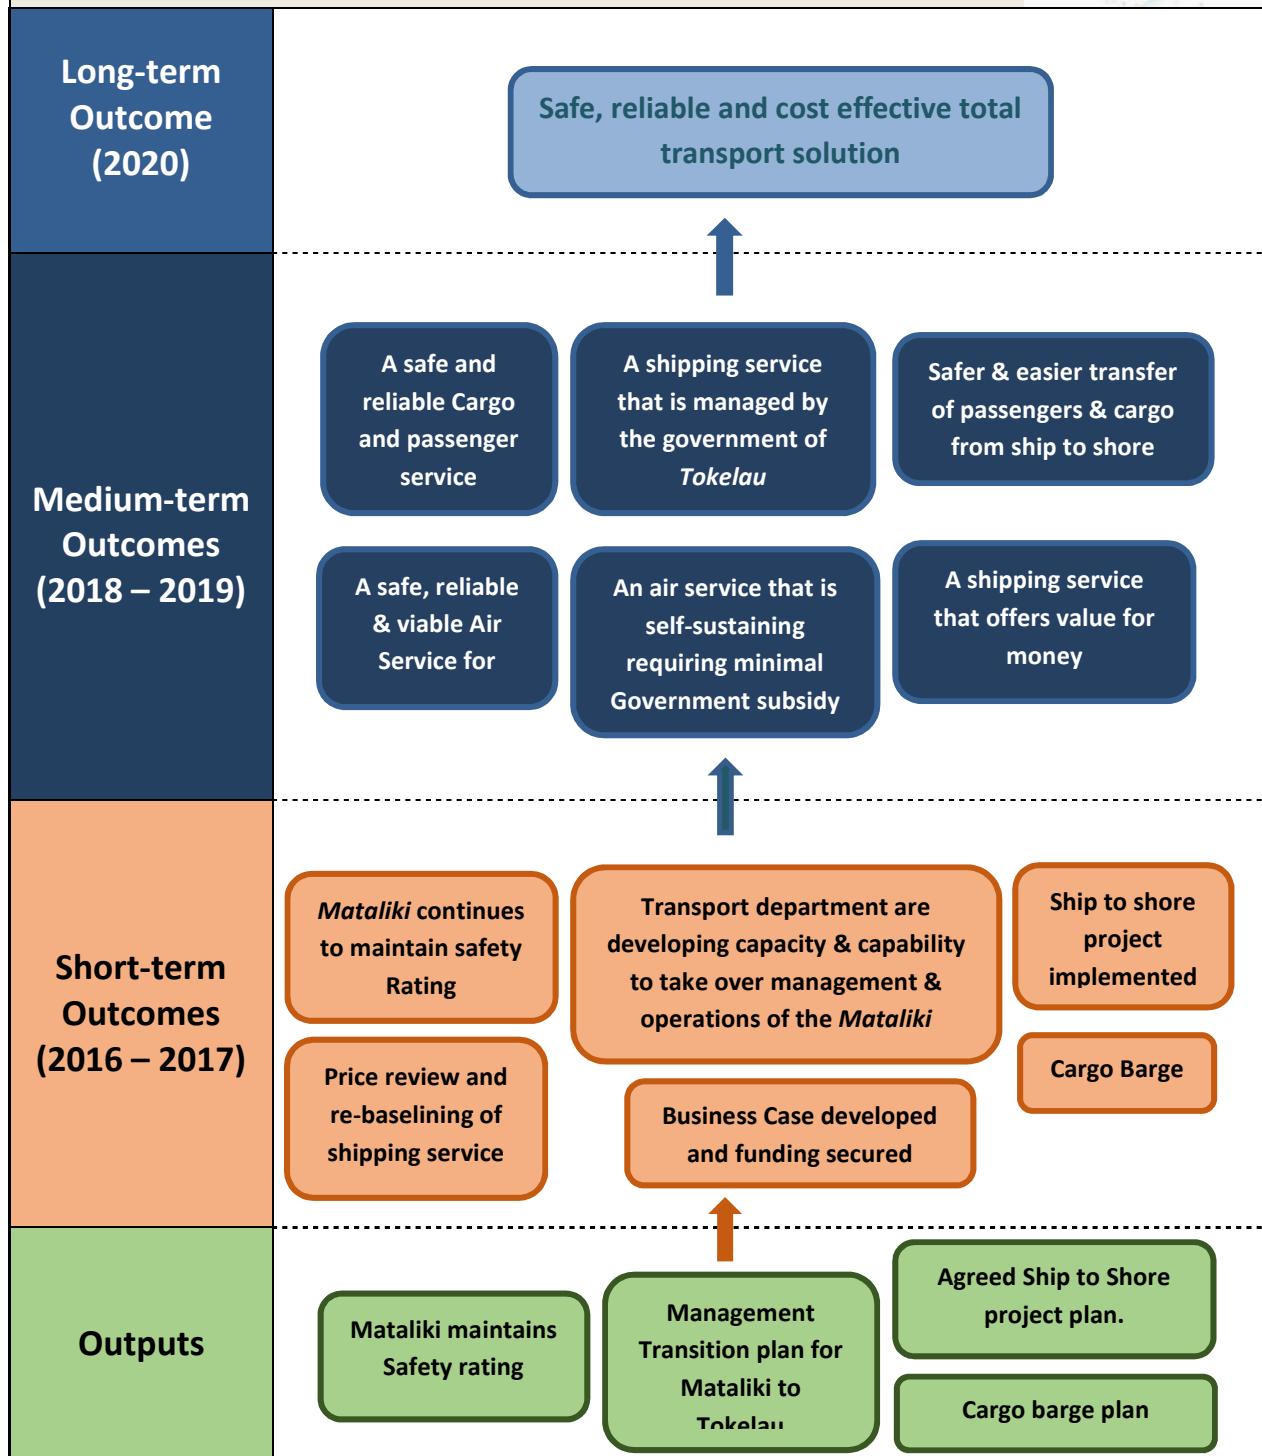 Long-term
Outcome
(2020)
Safe, reliable and cost effective total
transport solution
Medium-term
Outcomes
(2018 – 2019)
A safe and
reliable Cargo
and passenger
service
A shipping service
that is managed by
the government of
Tokelau
Safer & easier transfer
of passengers & cargo
from ship to shore
A safe, reliable
& viable Air
Service for
An air service that is
self-sustaining
requiring minimal
Government subsidy
A shipping service
that offers value for
money
Short-term
Outcomes
(2016 – 2017)
Mataliki continues
to maintain safety
Rating
Transport department are
developing capacity & capability
to take over management &
operations of the Mataliki
Ship to shore
project
implemented
Price review and
re-baselining of
shipping service
Business Case developed
and funding secured
Cargo Barge
Outputs
Mataliki maintains
Safety rating
Management
Transition plan for
Mataliki to
Tokelau
Agreed Ship to Shore
project plan.
Cargo barge plan